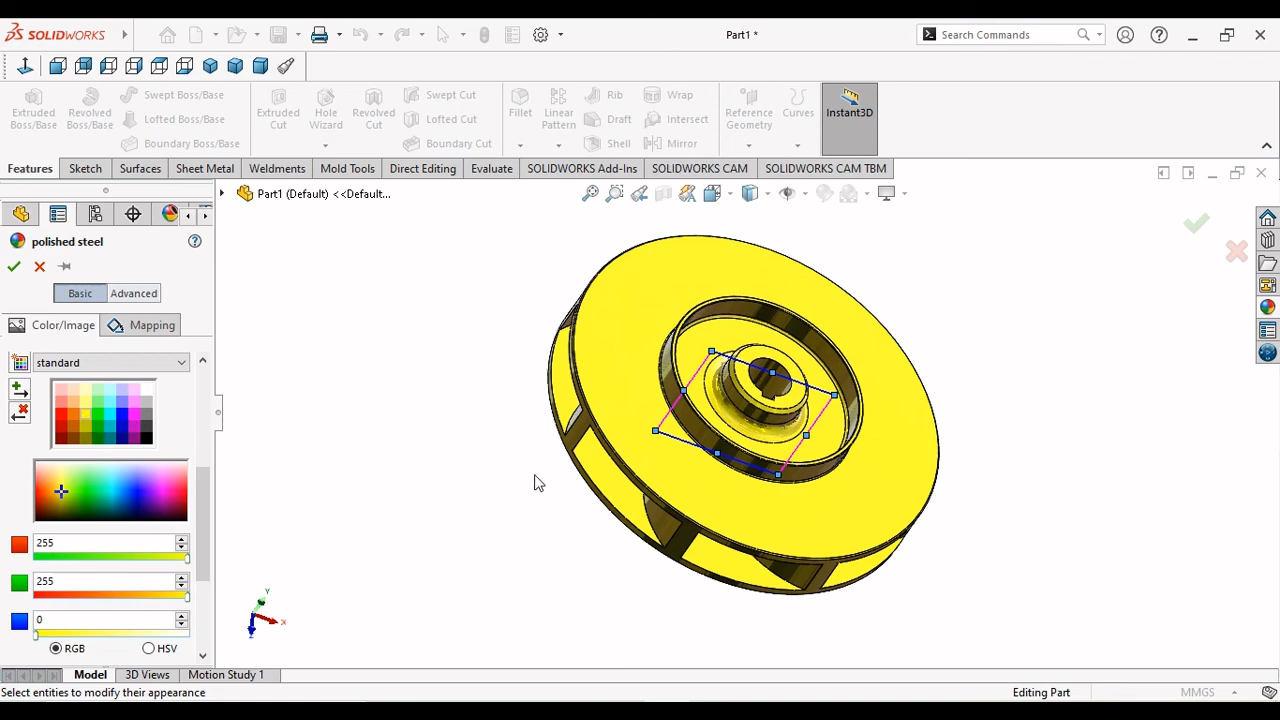 SOLIDWORKS
Part1 *
Search Commands
Extruded Boss/Base
Revolved Boss/Base
Swept Boss/Base
Lofted Boss/Base
Boundary Boss/Base
Extruded Cut
Hole Wizard
Revolved Cut
Swept Cut
Lofted Cut
Boundary Cut
Fillet
Linear Pattern
Rib
Draft
Shell
Wrap
Intersect
Mirror
Reference Geometry
Curves
Instant3D
Features
Sketch
Surfaces
Sheet Metal
Weldments
Mold Tools
Direct Editing
Evaluate
SOLIDWORKS Add-Ins
SOLIDWORKS CAM
SOLIDWORKS CAM TBM
Part1 (Default) <<Default...
polished steel
Basic
Advanced
Color/Image
Mapping
standard
255
255
0
RGB
HSV
Y
X
Z
Model
3D Views
Motion Study 1
Select entities to modify their appearance
Editing Part
MMGS